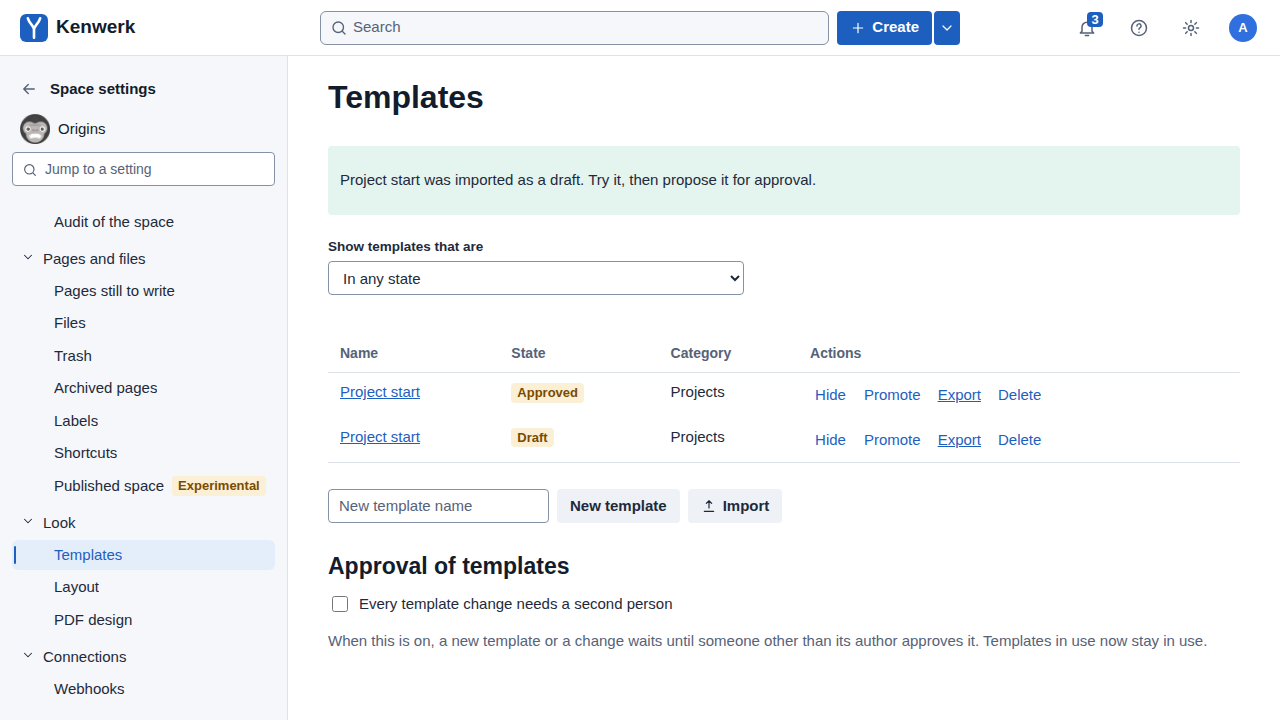 Kenwerk
Search
Create
3
A
Space settings
Origins
Jump to a setting
Audit of the space
Pages and files
Pages still to write
Files
Trash
Archived pages
Labels
Shortcuts
Published space Experimental
Look
Templates
Layout
PDF design
Connections
Webhooks
Templates
Project start was imported as a draft. Try it, then propose it for approval.
Show templates that are
In any state
Name State Category Actions
Project start Approved Projects Hide Promote Export Delete
Project start Draft Projects Hide Promote Export Delete
New template name New template Import
Approval of templates
Every template change needs a second person
When this is on, a new template or a change waits until someone other than its author approves it. Templates in use now stay in use.